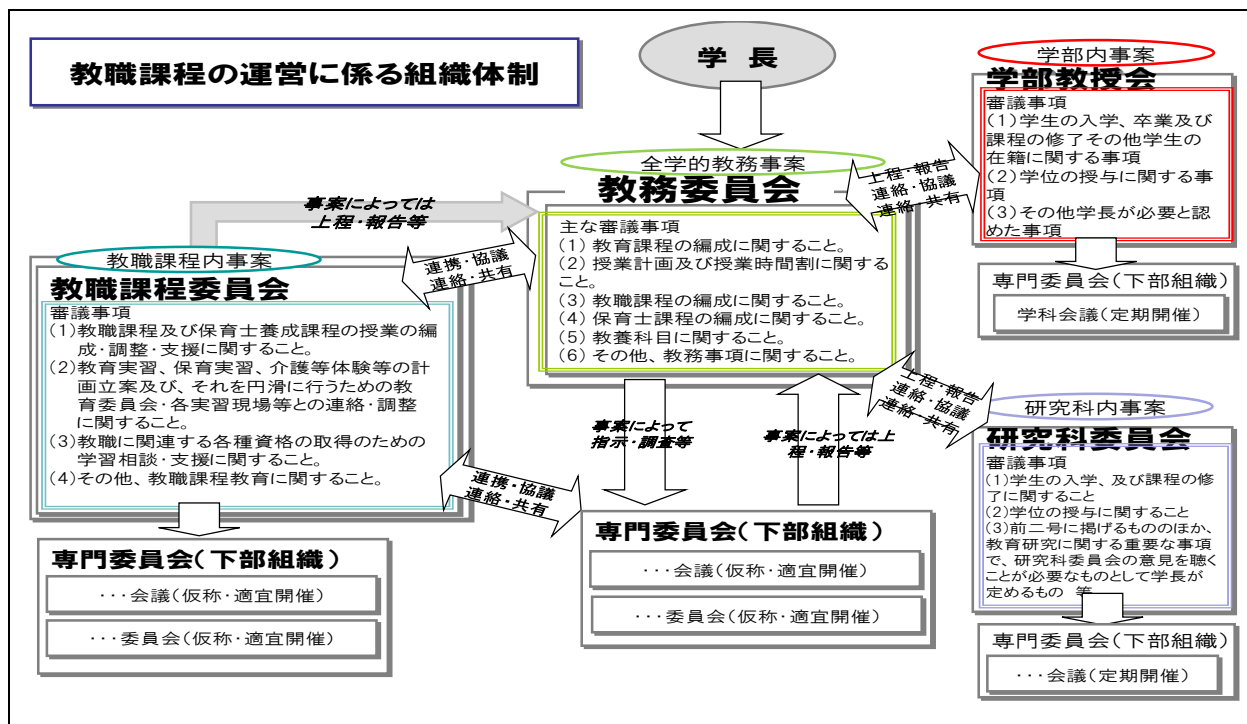 教職課程の運営に係る組織体制
学 長
全学的教務事案
教務委員会
主な審議事項
(1) 教育課程の編成に関すること。
(2) 授業計画及び授業時間割に関する
こと。
(3) 教職課程の編成に関すること。
(4) 保育士課程の編成に関すること。
(5) 教養科目に関すること。
(6) その他、教務事項に関すること。
事案によっては
上程・報告等
連携・協議
連絡・共有
上程・報告
連絡・協議
連絡・共有
教職課程内事案
教職課程委員会
審議事項
(1)教職課程及び保育士養成課程の授業の編
成・調整・支援に関すること。
(2)教育実習、保育実習、介護等体験等の計
画立案及び、それを円滑に行うための教
育委員会・各実習現場等との連絡・調整
に関すること。
(3)教職に関連する各種資格の取得のための
学習相談・支援に関すること。
(4)その他、教職課程教育に関すること。
連携・協議
連絡・共有
専門委員会(下部組織)
・・・会議(仮称・適宜開催)
・・・委員会(仮称・適宜開催)
事案によって
指示・調査等
事案によっては上
程・報告等
専門委員会(下部組織)
・・・会議(仮称・適宜開催)
・・・委員会(仮称・適宜開催)
学部内事案
学部教授会
審議事項
(1)学生の入学、卒業及び
課程の修了その他学生の
在籍に関する事項
(2)学位の授与に関する事
項
(3)その他学長が必要と認
めた事項
専門委員会(下部組織)
学科会議(定期開催)
上程・報告
連絡・協議
連絡・共有
研究科内事案
研究科委員会
審議事項
(1)学生の入学、及び課程の修
了に関すること
(2)学位の授与に関すること
(3)前二号に掲げるもののほか、
教育研究に関する重要な事項
で、研究科委員会の意見を聴く
ことが必要なものとして学長が
定めるもの 等
専門委員会(下部組織)
・・・会議(定期開催)